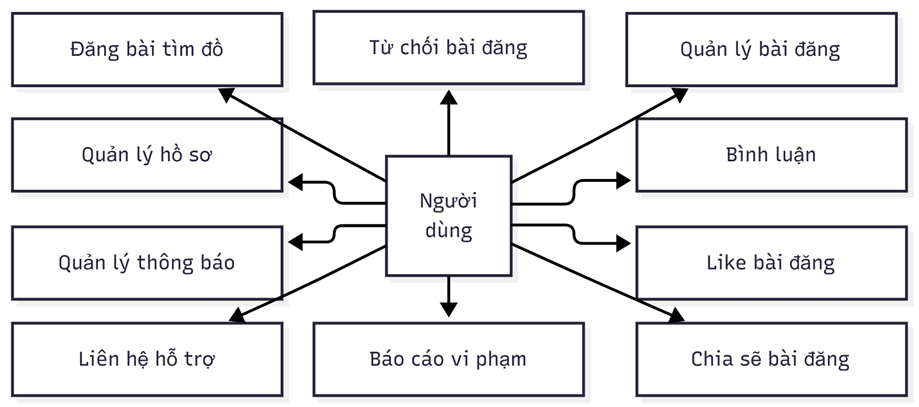 Đăng bài tìm đồ
Từ chối bài đăng
Quản lý bài đăng
Quản lý hồ sơ
Bình luận
Người
dùng
Quản lý thông báo
Like bài đăng
Liên hệ hỗ trợ
Báo cáo vi phạm
Chia sẽ bài đăng